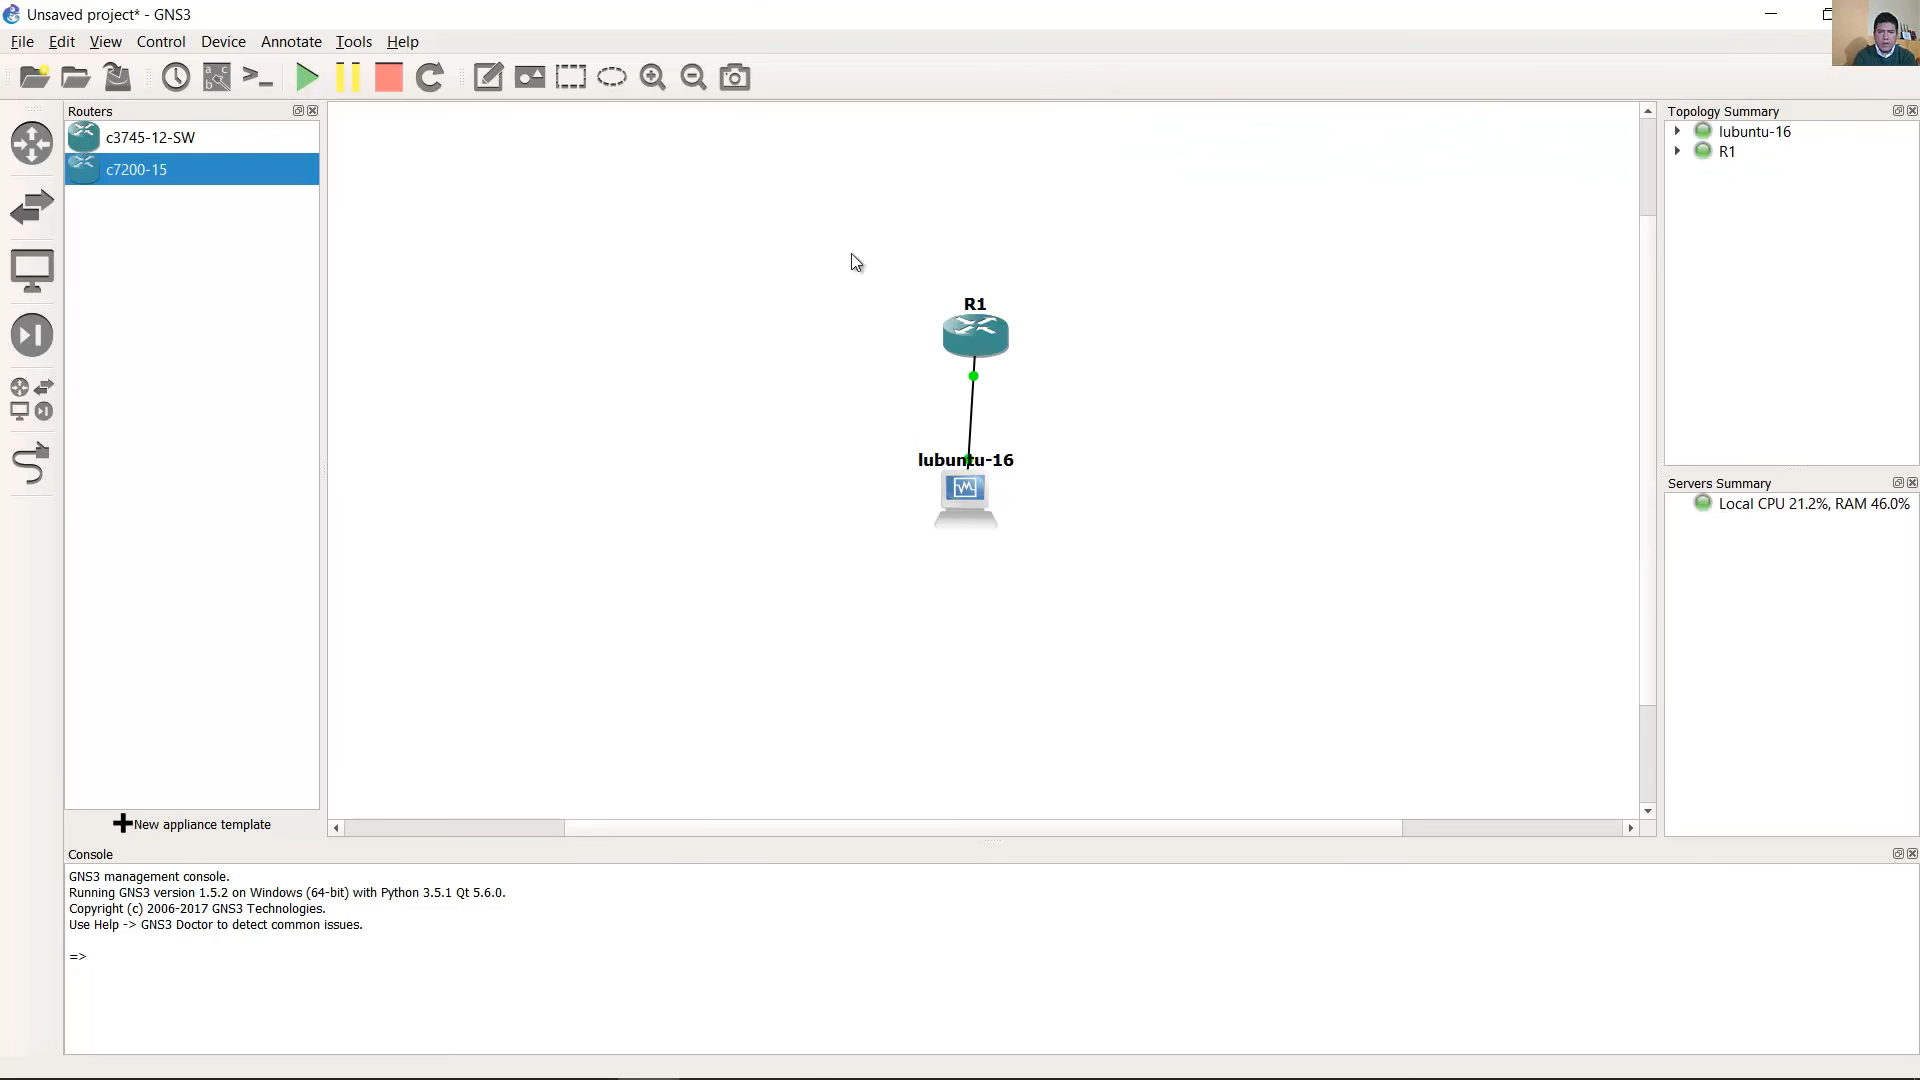 Unsaved project* - GNS3
File Edit View Control Device Annotate Tools Help
Routers
c3745-12-SW
c7200-15
New appliance template
R1
lubuntu-16
Topology Summary
lubuntu-16
R1
Servers Summary
Local CPU 21.2%, RAM 46.0%
Console
GNS3 management console.
Running GNS3 version 1.5.2 on Windows (64-bit) with Python 3.5.1 Qt 5.6.0.
Copyright (c) 2006-2017 GNS3 Technologies.
Use Help -> GNS3 Doctor to detect common issues.
=>